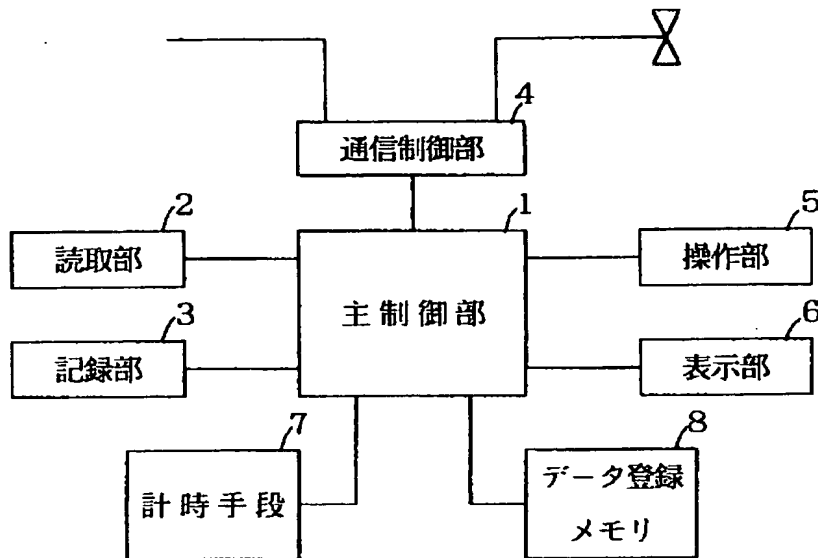 4
通信制御部
2
読取部
1
主制御部
5
操作部
3
記録部
6
表示部
7
計時手段
8
データ登録
メモリ